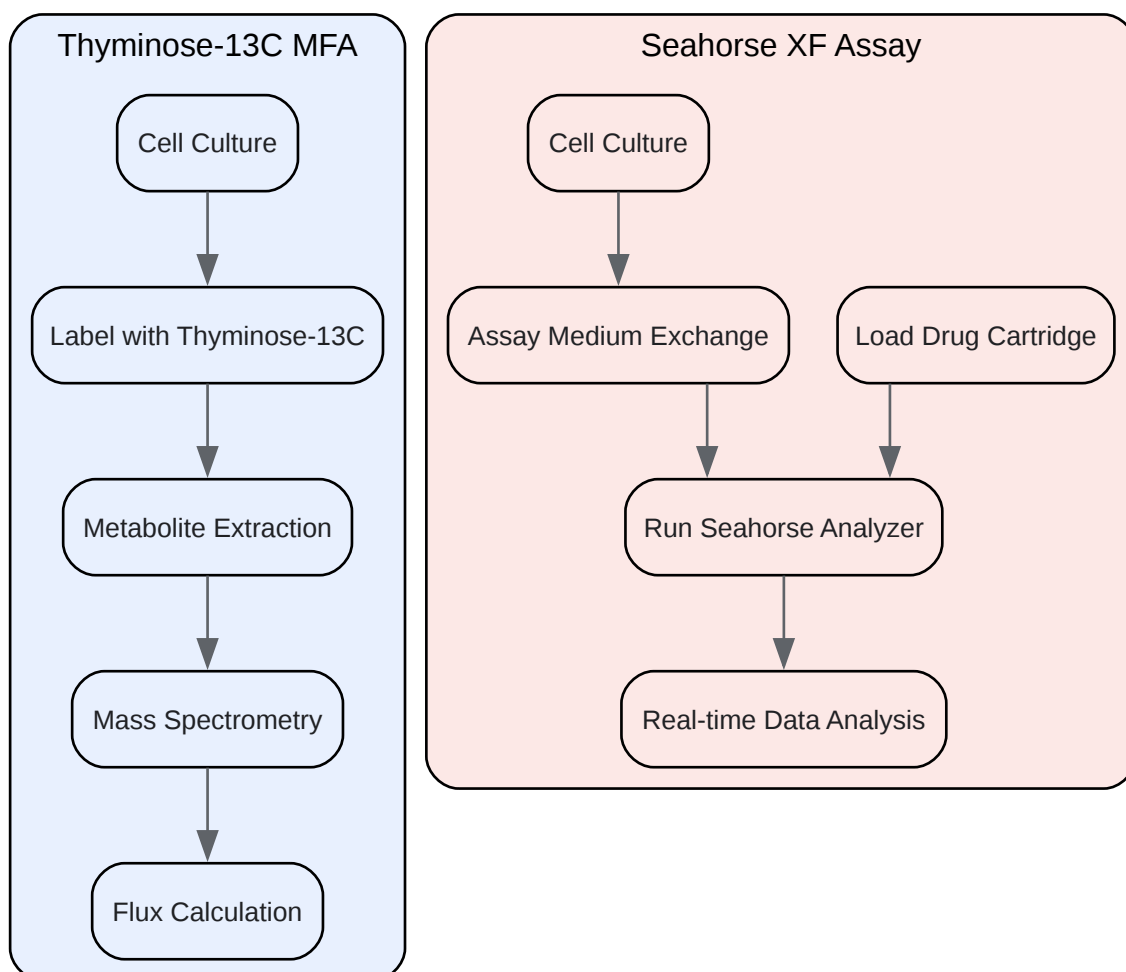 Thyminose-13C MFA
Cell Culture
Label with Thyminose-13C
Metabolite Extraction
Mass Spectrometry
Flux Calculation
Seahorse XF Assay
Cell Culture
Assay Medium Exchange
Load Drug Cartridge
Run Seahorse Analyzer
Real-time Data Analysis